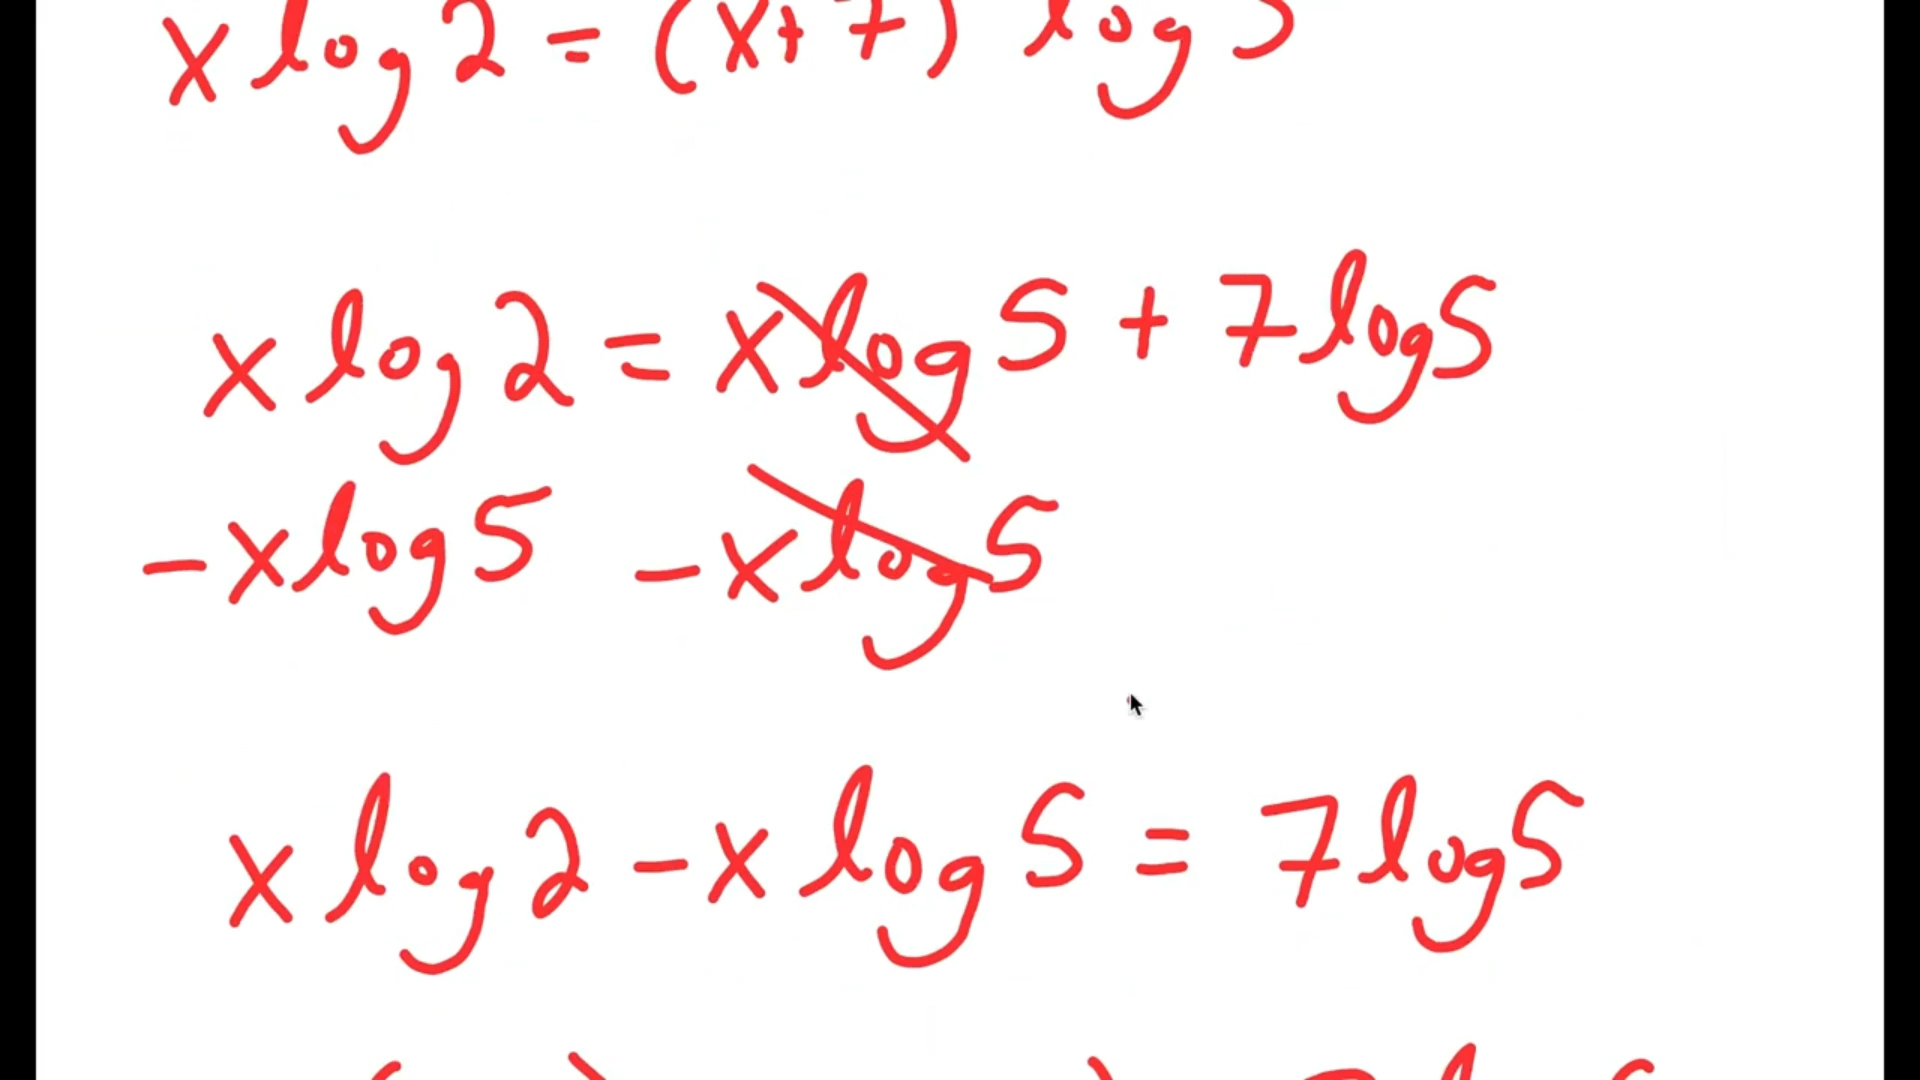 x log 2 = (x+7) log 5
x log 2 = x log 5 + 7 log 5
- x log 5 - x log 5
x log 2 - x log 5 = 7 log 5